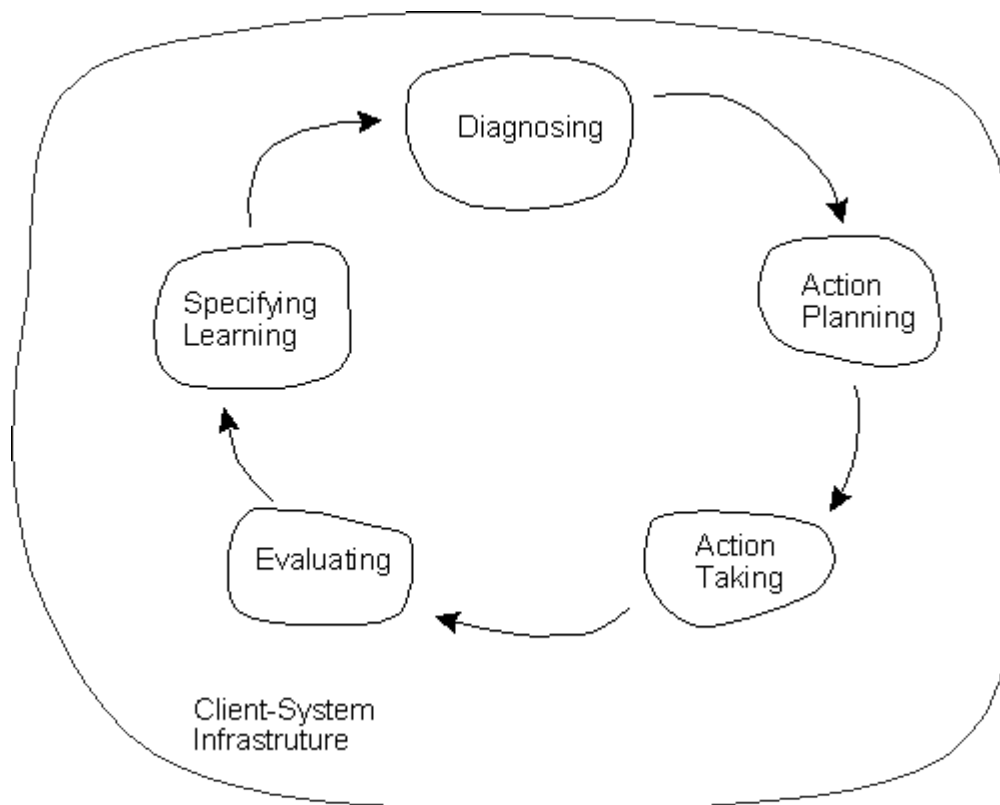 Diagnosing
Action
Planning
Action
Taking
Evaluating
Specifying
Learning
Client-System
Infrastruture